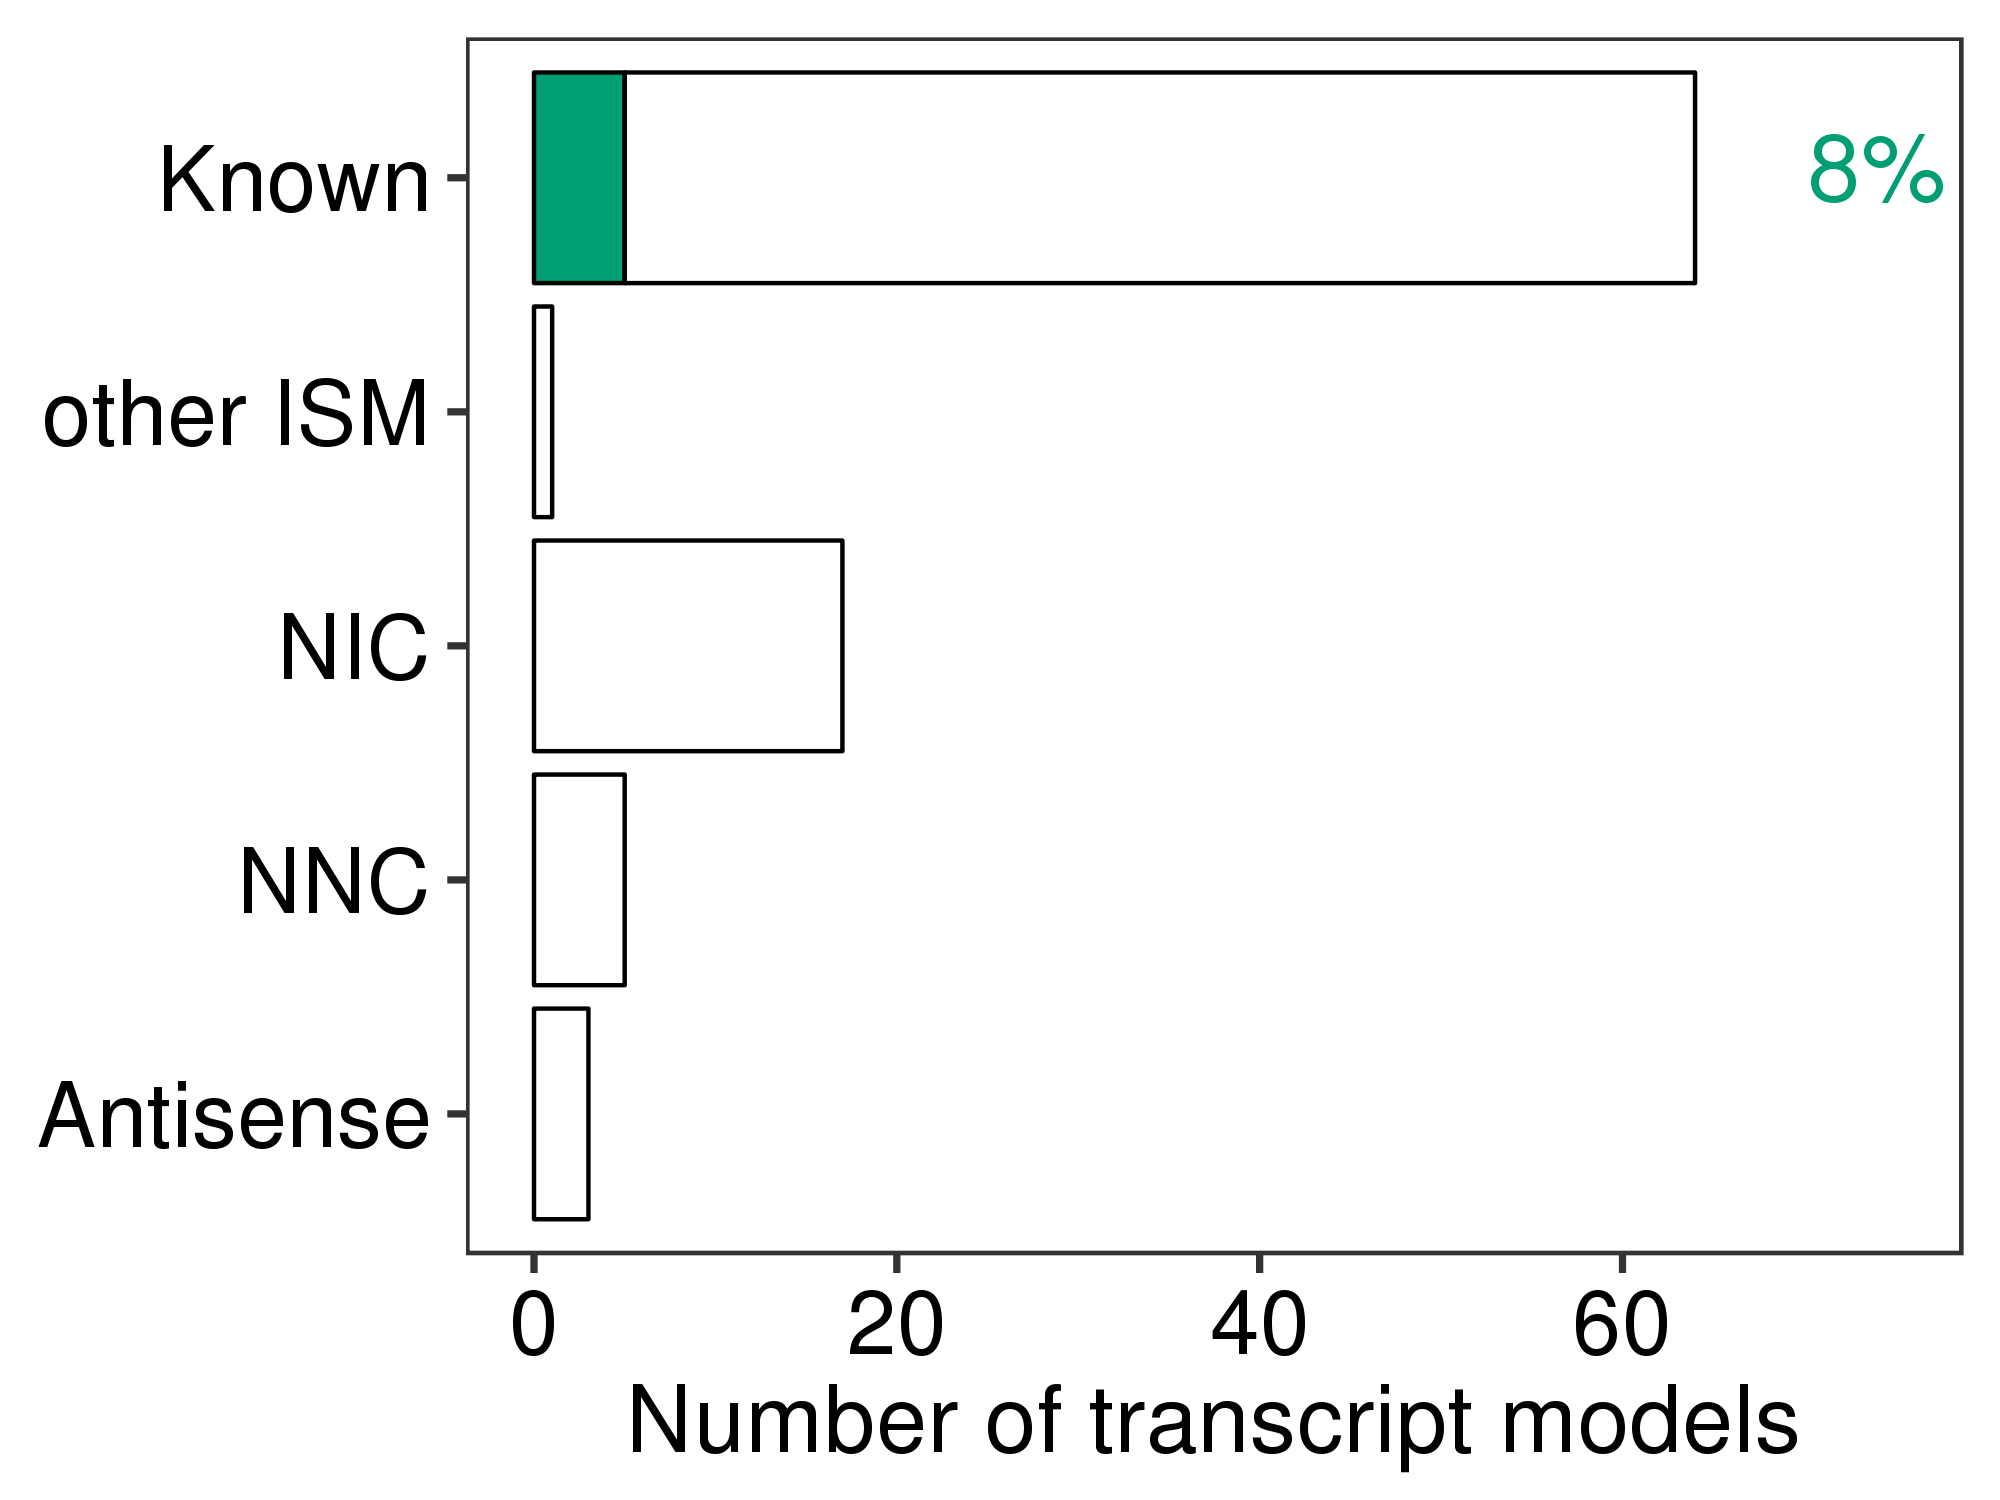 Known
8%
other ISM
NIC
NNC
Antisense
0 20 40 60
Number of transcript models